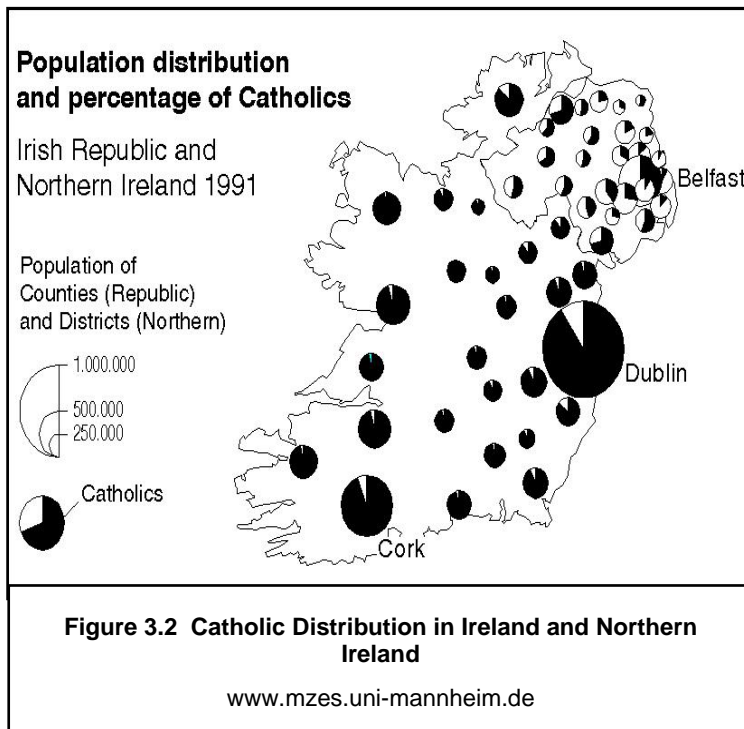 Population distribution
and percentage of Catholics
Irish Republic and
Northern Ireland 1991
Population of
Counties (Republic)
and Districts (Northern)
1.000.000
500.000
250.000
Catholics
Belfast
Dublin
Cork
Figure 3.2 Catholic Distribution in Ireland and Northern
Ireland
www.mzes.uni-mannheim.de